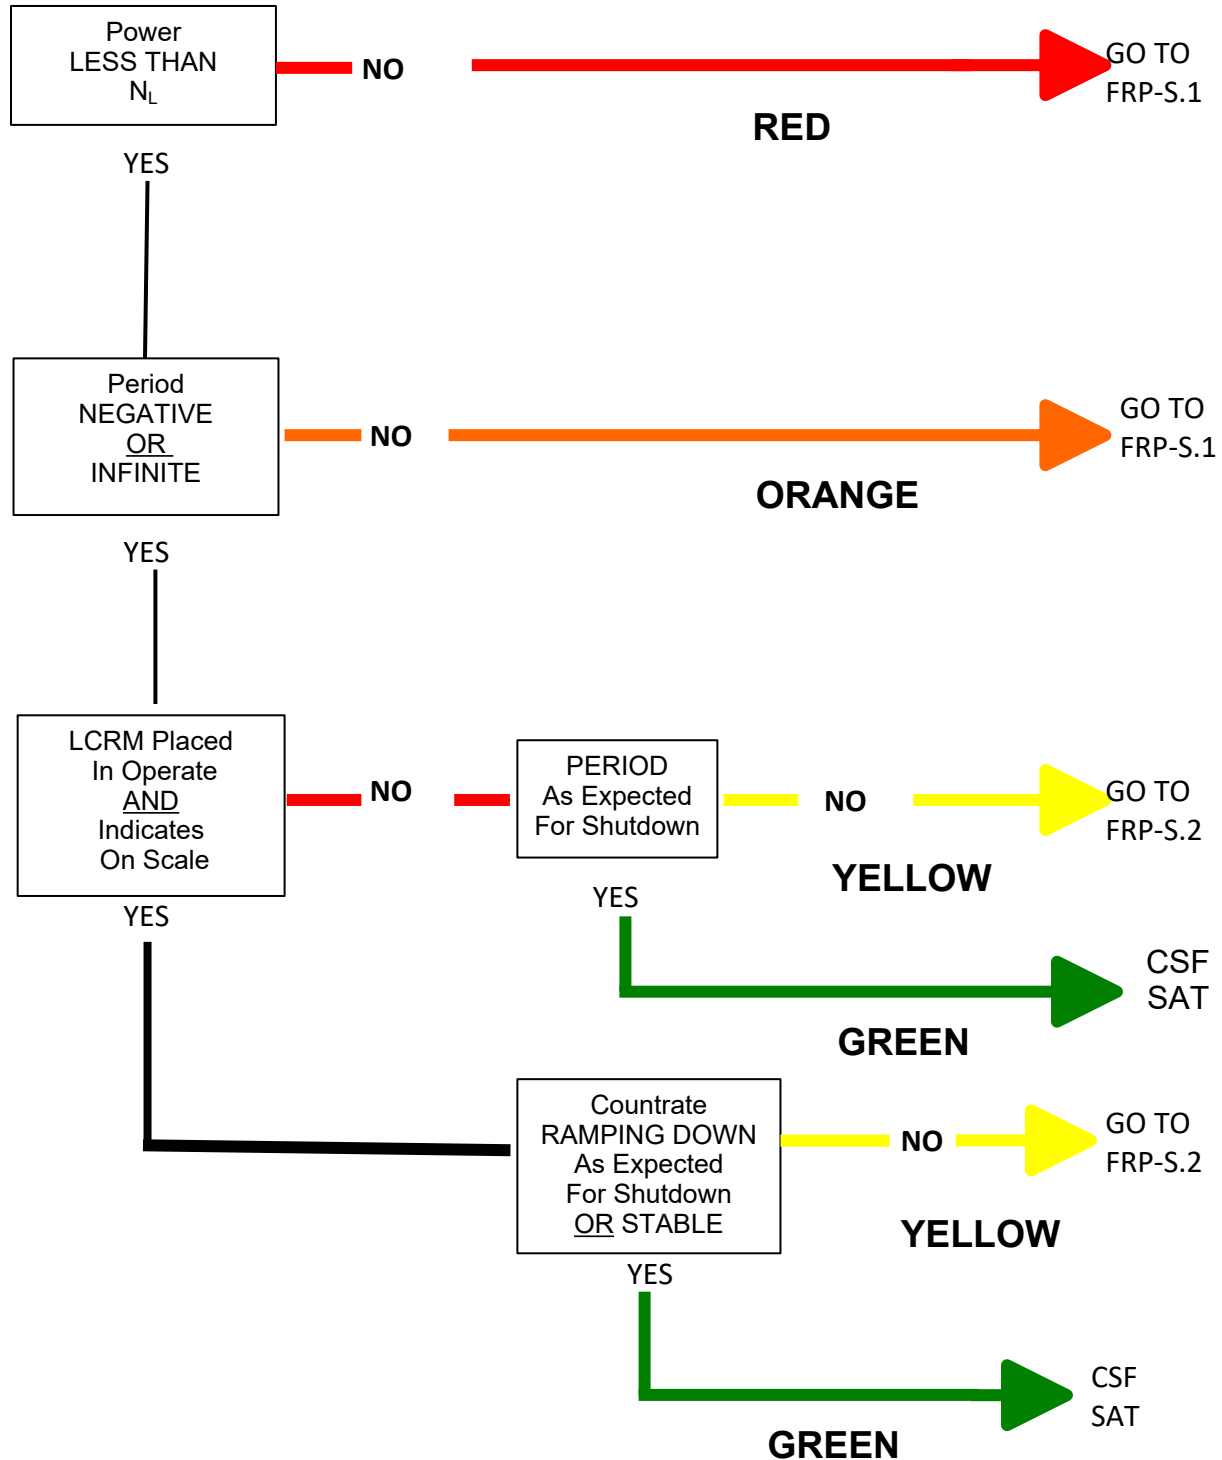 Power
LESS THAN
N_L
NO
GO TO
FRP-S.1
RED
YES
Period
NEGATIVE
OR
INFINITE
NO
GO TO
FRP-S.1
ORANGE
YES
LCRM Placed
In Operate
AND
Indicates
On Scale
NO
PERIOD
As Expected
For Shutdown
NO
GO TO
FRP-S.2
YELLOW
YES
YES
CSF
SAT
GREEN
Countrate
RAMPING DOWN
As Expected
For Shutdown
OR STABLE
NO
GO TO
FRP-S.2
YELLOW
YES
CSF
SAT
GREEN